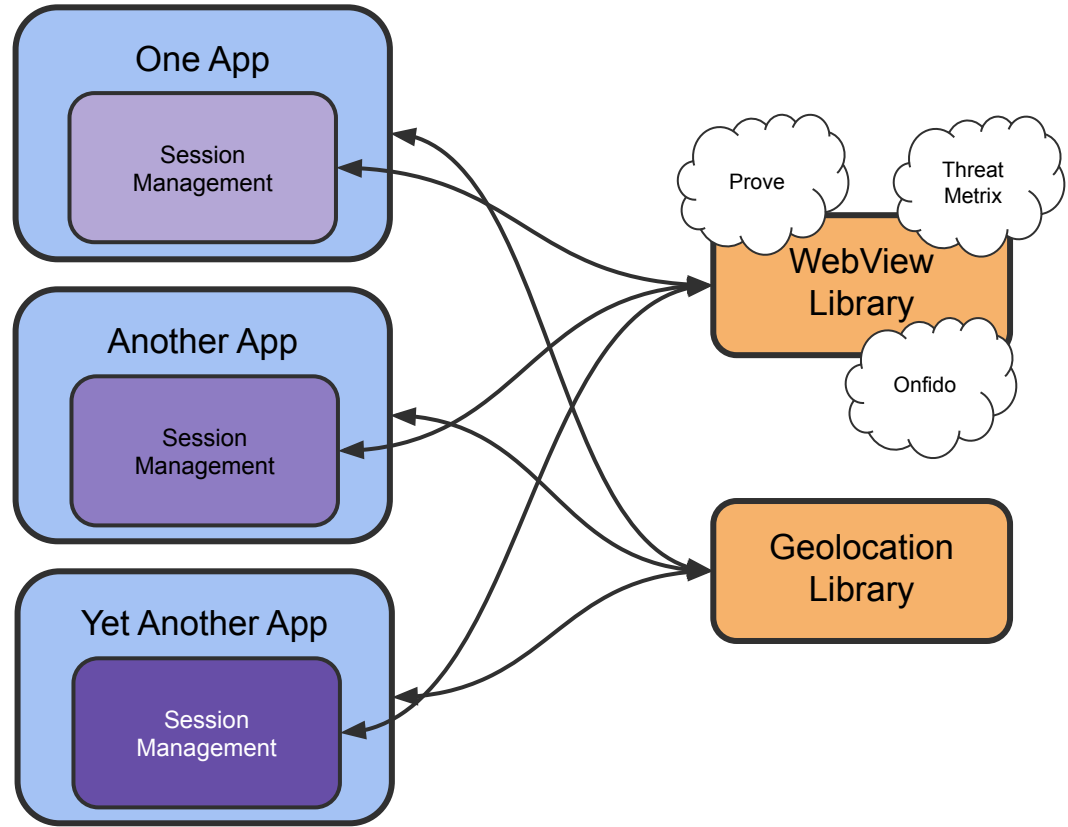 One App
Session
Management
Another App
Session
Management
Yet Another App
Session
Management
Prove
Threat
Metrix
WebView
Library
Onfido
Geolocation
Library